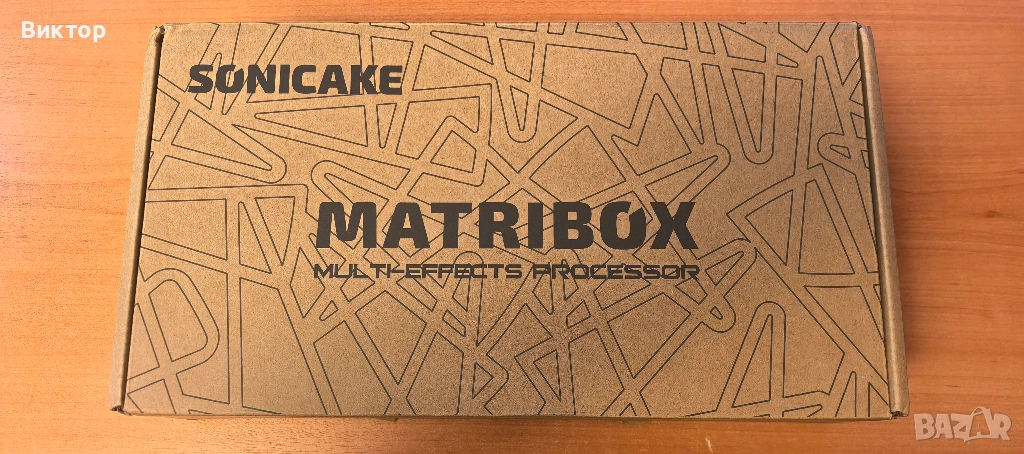 Виктор
SONICAKE
MATRIBOX
MULTI-EFFECTS PROCESSOR
BAZAR